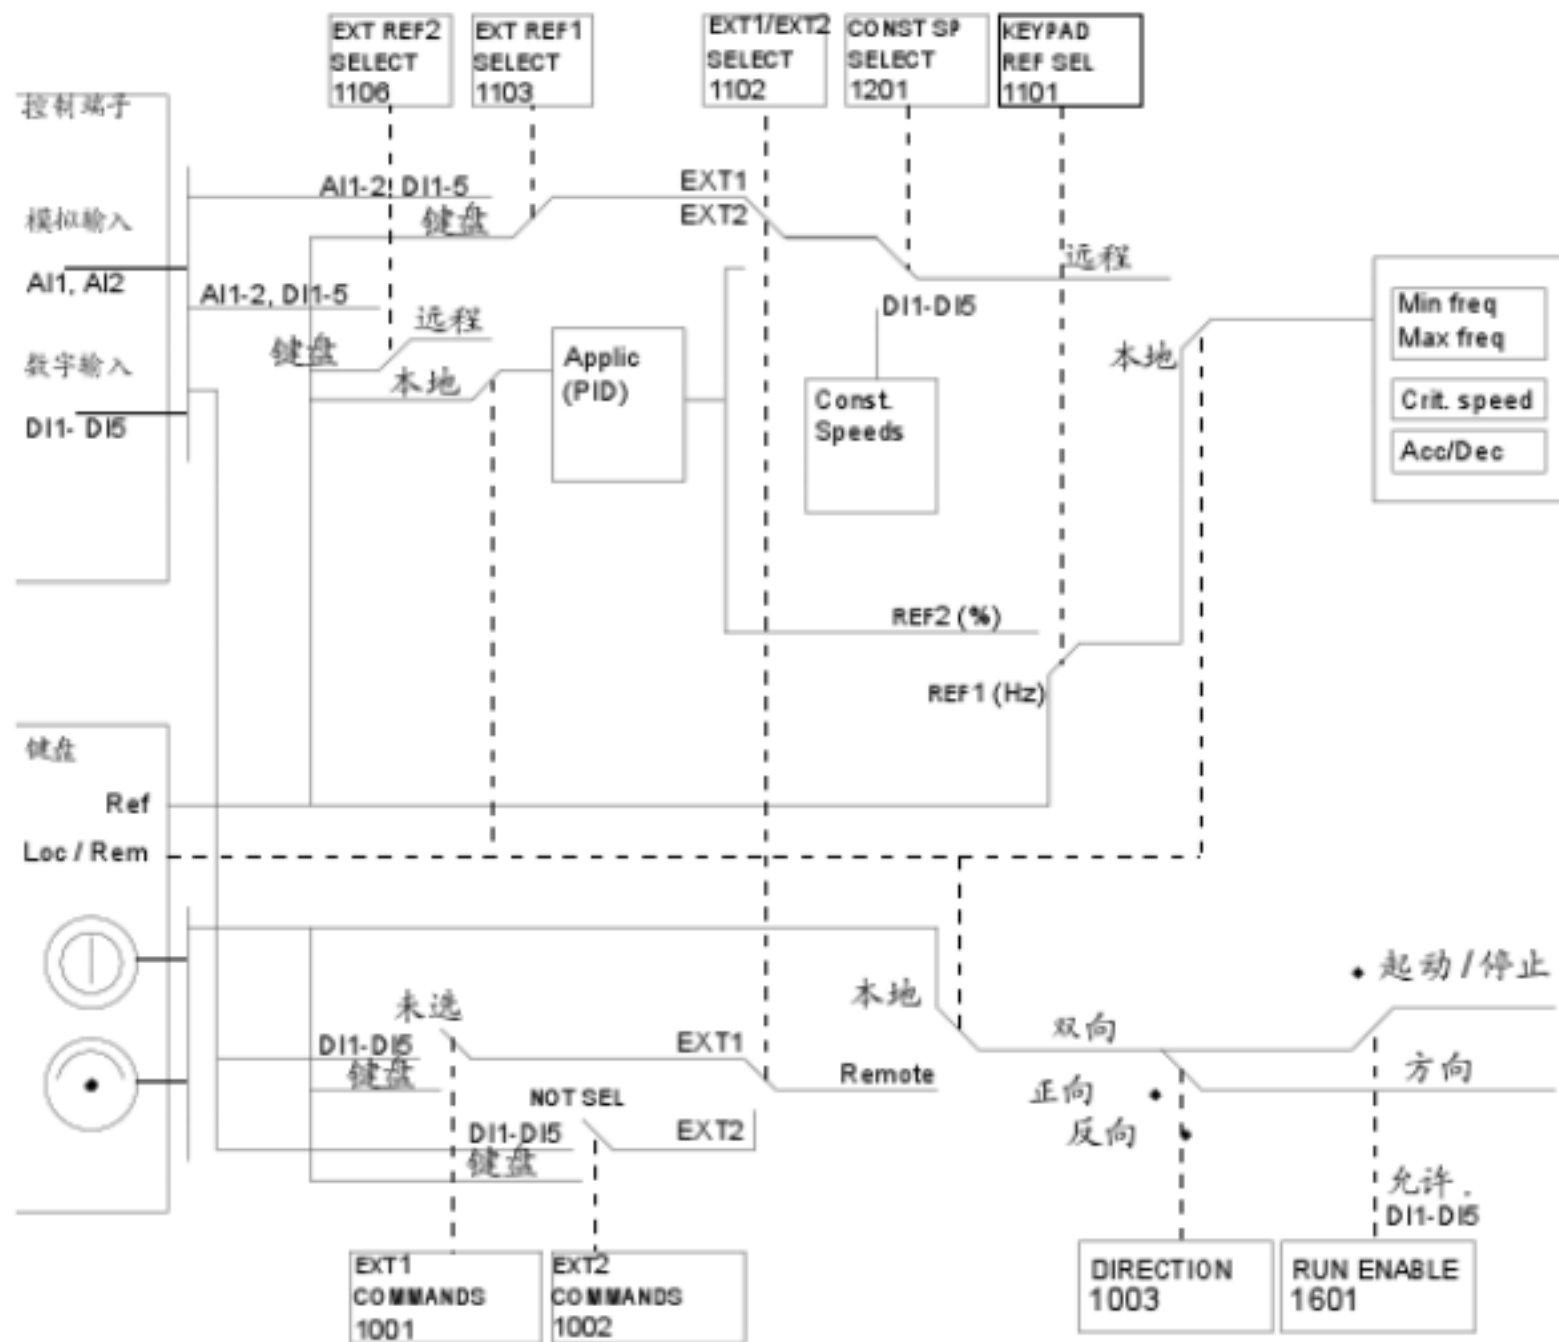 EXT REF2
SELECT
1106
EXT REF1
SELECT
1103
EXT1/EXT2
SELECT
1102
CONST SP
SELECT
1201
KEYPAD
REF SEL
1101
控制端子
模拟输入
AI1, AI2
数字输入
DI1- DI5
AI1-2, DI1-5
键盘
EXT1
EXT2
远程
AI1-2, DI1-5
远程
键盘
本地
Applic
(PID)
DI1-DI5
Const.
Speeds
本地
Min freq
Max freq
Crit. speed
Acc/Dec
REF2 (%)
REF1 (Hz)
键盘
Ref
Loc / Rem
未选
DI1-DI5
键盘
EXT1
NOT SEL
DI1-DI5
键盘
EXT2
本地
Remote
双向
正向
反向
起动 / 停止
方向
允许 .
DI1-DI5
EXT1
COMMANDS
1001
EXT2
COMMANDS
1002
DIRECTION
1003
RUN ENABLE
1601